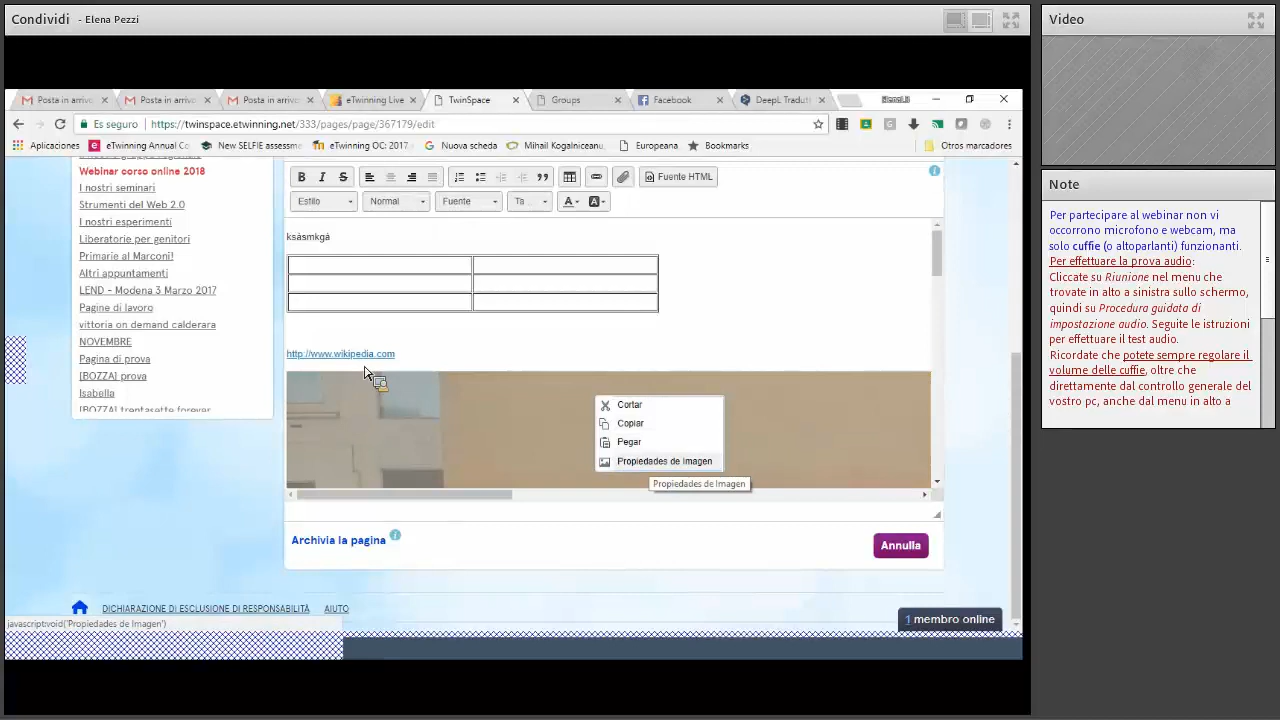 Condividi - Elena Pezzi
Posta in arrivo
Posta in arrivo
Posta in arrivo
eTwinning Live
TwinSpace
Groups
Facebook
DeepL Tradutt
Es seguro
https://twinspace.etwinning.net/333/pages/page/367179/edit
Aplicaciones
eTwinning Annual Co
New SELFIE assessme
eTwinning OC: 2017
Nuova scheda
Mihail Kogalniceanu,
Europeana
Bookmarks
Otros marcadores
Webinar corso online 2018
I nostri seminari
Strumenti del Web 2.0
I nostri esperimenti
Liberatorie per genitori
Primarie al Marconi!
Altri appuntamenti
LEND - Modena 3 Marzo 2017
Pagine di lavoro
vittoria on demand calderara
NOVEMBRE
Pagina di prova
[BOZZA] prova
Isabella
[BOZZA] trentasette forever
Fuente HTML
Estilo
Normal
Fuente
Ta...
ksàsmkgà
http://www.wikipedia.com
Cortar
Copiar
Pegar
Propiedades de Imagen
Propiedades de Imagen
Archivia la pagina
Annulla
DICHIARAZIONE DI ESCLUSIONE DI RESPONSABILITÀ
AIUTO
javascript:void('Propiedades de Imagen')
1 membro online
Video
Note
Per partecipare al webinar non vi
occorrono microfono e webcam, ma
solo cuffie (o altoparlanti) funzionanti.
Per effettuare la prova audio:
Cliccate su Riunione nel menu che
trovate in alto a sinistra sullo schermo,
quindi su Procedura guidata di
impostazione audio. Seguite le istruzioni
per effettuare il test audio.
Ricordate che potete sempre regolare il
volume delle cuffie, oltre che
direttamente dal controllo generale del
vostro pc, anche dal menu in alto a